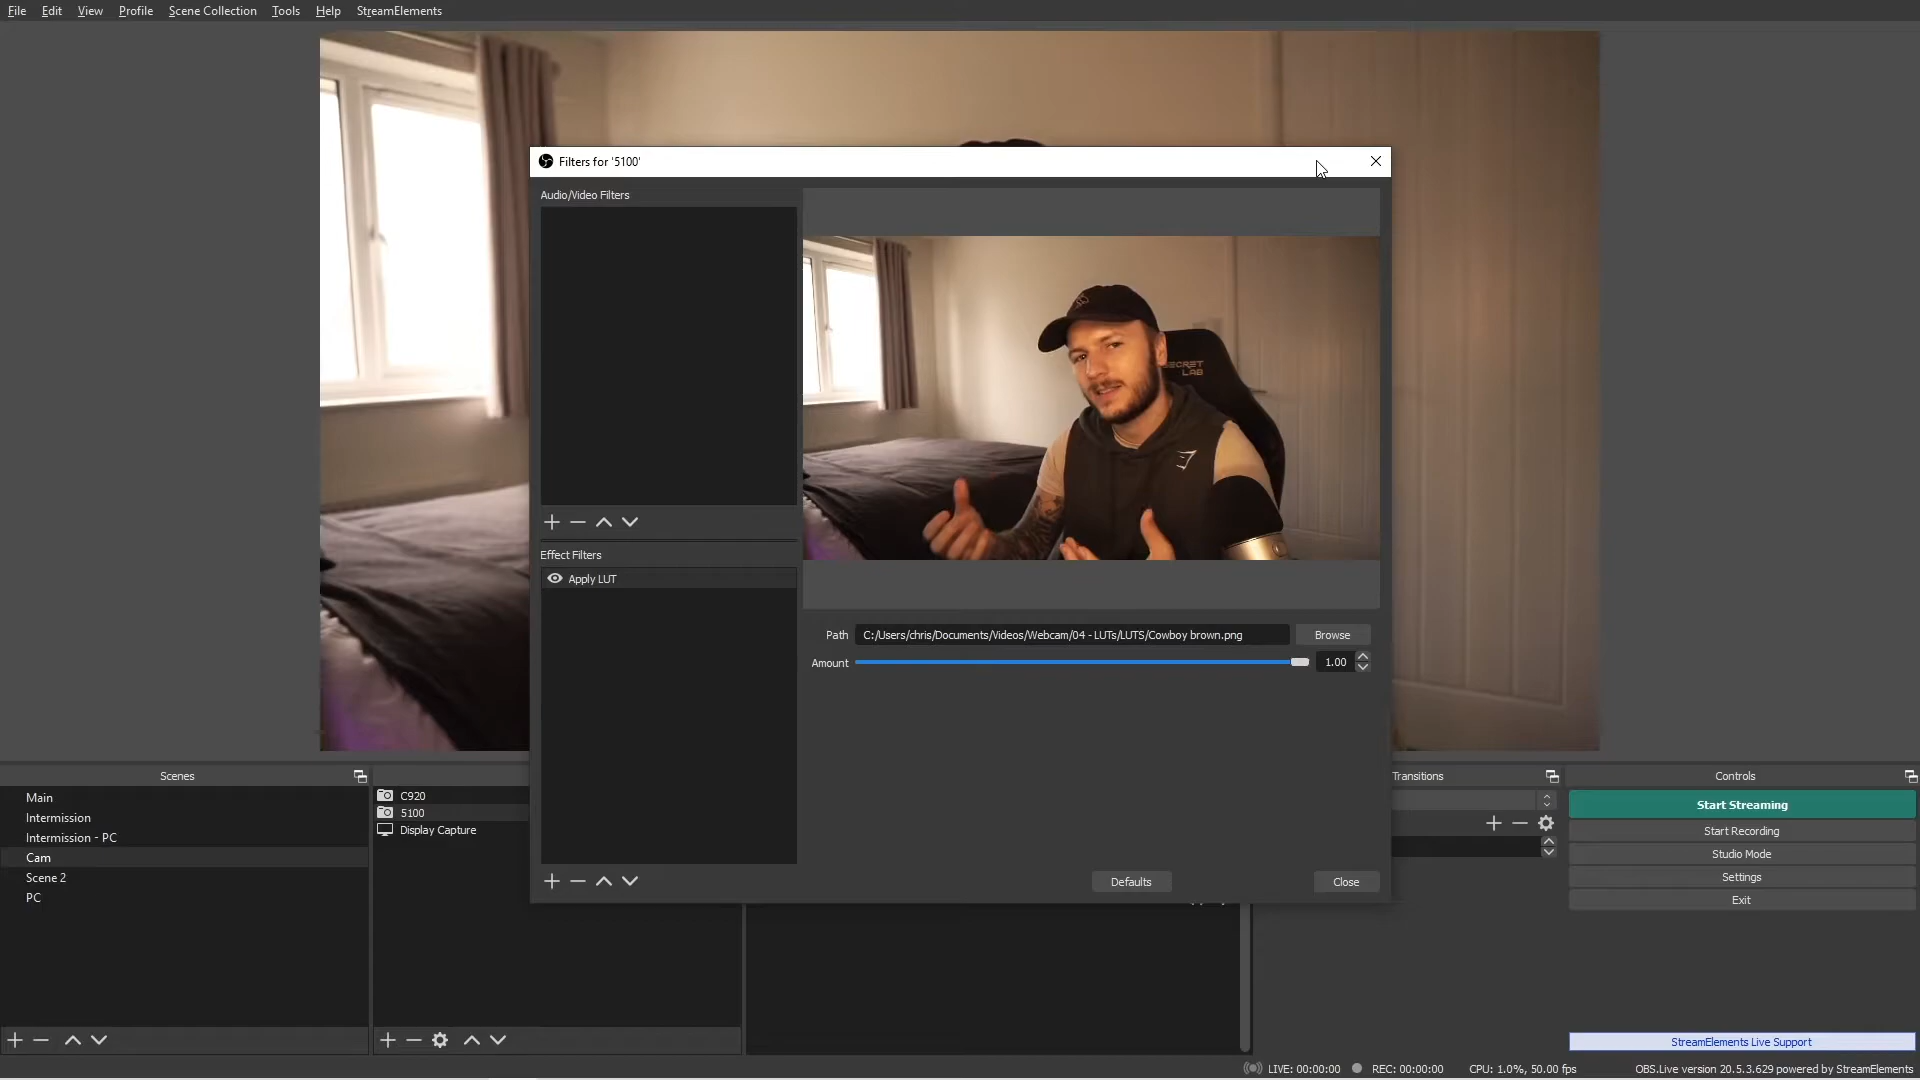 File Edit View Profile Scene Collection Tools Help StreamElements
Filters for '5100'
Audio/Video Filters
SECRET
LAB
Effect Filters
Apply LUT
Path C:/Users/chris/Documents/Videos/Webcam/04 - LUTs/LUTS/Cowboy brown.png Browse
Amount 1.00
Defaults Close
Scenes
Main
Intermission
Intermission - PC
Cam
Scene 2
PC
C920
5100
Display Capture
Transitions
Controls
Start Streaming
Start Recording
Studio Mode
Settings
Exit
StreamElements Live Support
LIVE: 00:00:00 REC: 00:00:00 CPU: 1.0%, 50.00 fps OBS.Live version 20.5.3.629 powered by StreamElements